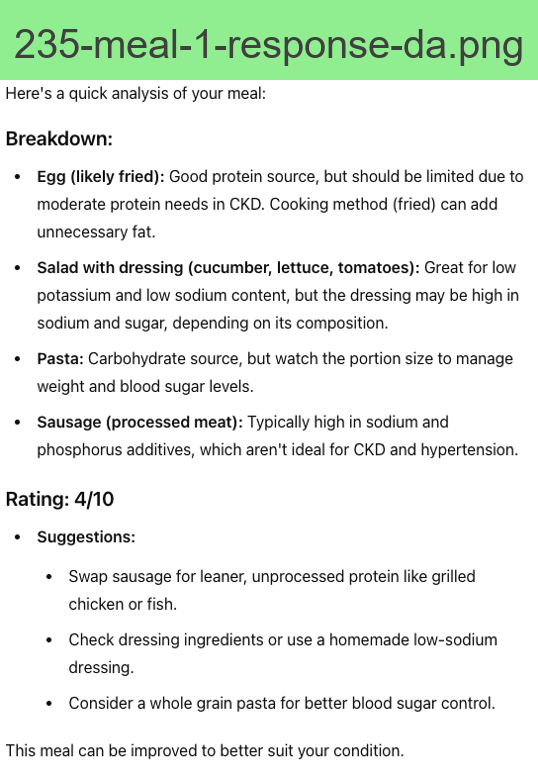 235-meal-1-response-da.png
Here's a quick analysis of your meal:
Breakdown:
• Egg (likely fried): Good protein source, but should be limited due to
moderate protein needs in CKD. Cooking method (fried) can add
unnecessary fat.
• Salad with dressing (cucumber, lettuce, tomatoes): Great for low
potassium and low sodium content, but the dressing may be high in
sodium and sugar, depending on its composition.
• Pasta: Carbohydrate source, but watch the portion size to manage
weight and blood sugar levels.
• Sausage (processed meat): Typically high in sodium and
phosphorus additives, which aren't ideal for CKD and hypertension.
Rating: 4/10
• Suggestions:
• Swap sausage for leaner, unprocessed protein like grilled
chicken or fish.
• Check dressing ingredients or use a homemade low-sodium
dressing.
• Consider a whole grain pasta for better blood sugar control.
This meal can be improved to better suit your condition.